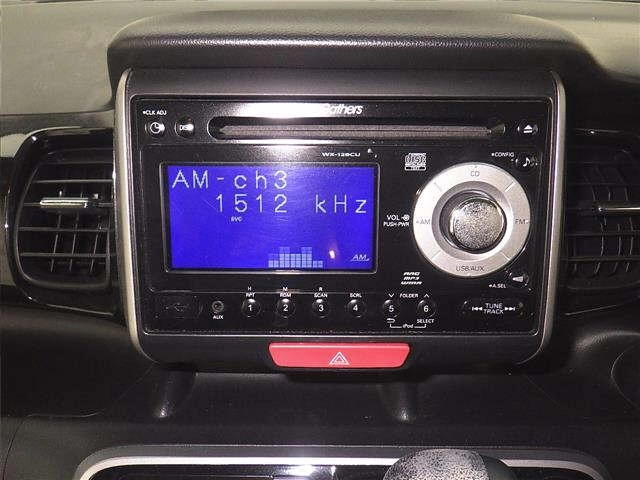 Gathers
CLK ADJ
WX-128CU
CONFIG
TEXT
AM-ch3
1512 kHz
SVC
AM
VOL
PUSH-PWR
CD
AM
FM
USB/AUX
AAC
MP3
WMA
A.SEL
H M R
RPT RDM SCAN SCRL FOLDER
1 2 3 4 5 6
AUX
iPod SELECT
TUNE
TRACK